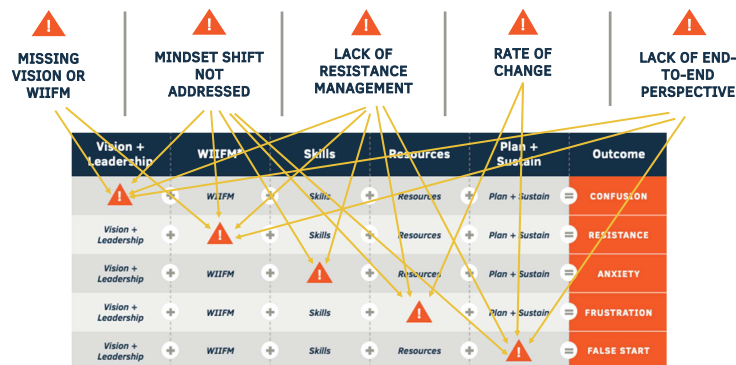 MISSING
VISION OR
WIIFM
MINDSET SHIFT
NOT
ADDRESSED
LACK OF
RESISTANCE
MANAGEMENT
RATE OF
CHANGE
LACK OF END-
TO-END
PERSPECTIVE
Vision +
Leadership
WIIFM*
Skills
Resources
Plan +
Sustain
Outcome
! + WIIFM + Skills + Resources + Plan + Sustain = CONFUSION
Vision +
Leadership + ! + Skills + Resources + Plan + Sustain = RESISTANCE
Vision +
Leadership + WIIFM + ! + Resources + Plan + Sustain = ANXIETY
Vision +
Leadership + WIIFM + Skills + ! + Plan + Sustain = FRUSTRATION
Vision +
Leadership + WIIFM + Skills + Resources + ! = FALSE START